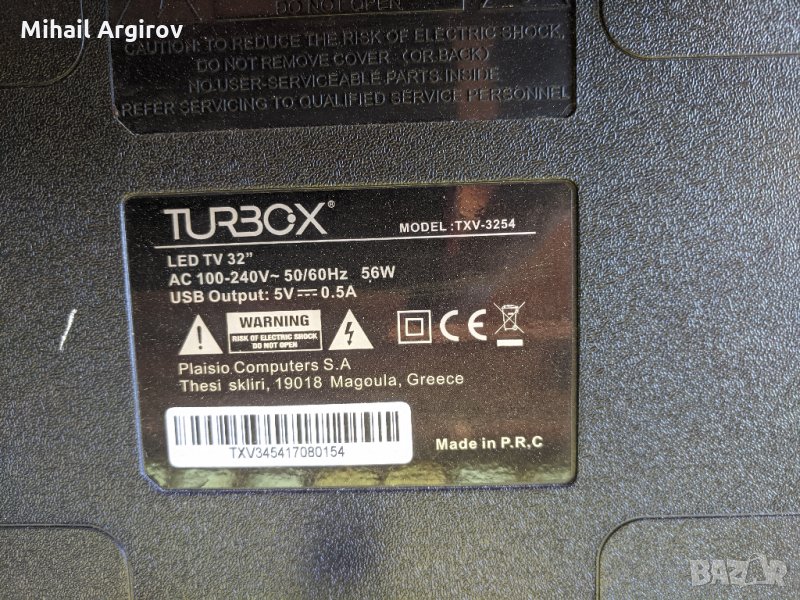 Mihail Argirov
CAUTION: TO REDUCE THE RISK OF ELECTRIC SHOCK,
DO NOT REMOVE COVER (OR BACK)
NO USER-SERVICEABLE PARTS INSIDE
REFER SERVICING TO QUALIFIED SERVICE PERSONNEL
TURBOX®
MODEL :TXV-3254
LED TV 32"
AC 100-240V~ 50/60Hz 56W
USB Output: 5V⎓0.5A
WARNING
RISK OF ELECTRIC SHOCK
DO NOT OPEN
CE
Plaisio Computers S.A
Thesi skliri, 19018 Magoula, Greece
TXV345417080154
Made in P.R.C
BAZAR